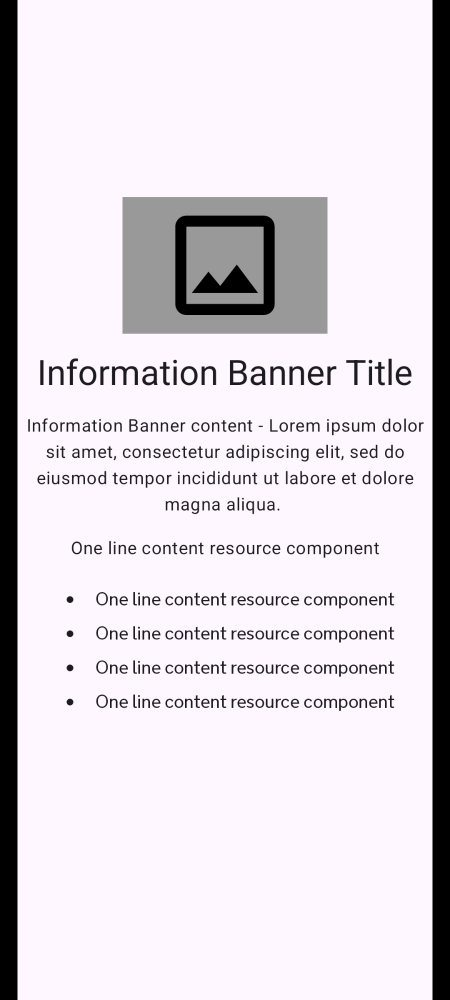 Information Banner Title
Information Banner content - Lorem ipsum dolor
sit amet, consectetur adipiscing elit, sed do
eiusmod tempor incididunt ut labore et dolore
magna aliqua.
One line content resource component
• One line content resource component
• One line content resource component
• One line content resource component
• One line content resource component